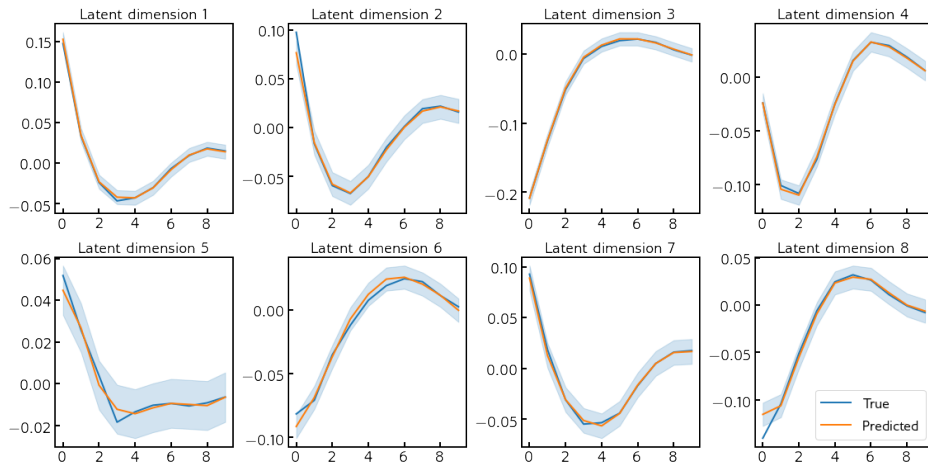 Latent dimension 1
0.15
0.10
0.05
0.00
−0.05
0 2 4 6 8
Latent dimension 2
0.10
0.05
0.00
−0.05
0 2 4 6 8
Latent dimension 3
0.0
−0.1
−0.2
0 2 4 6 8
Latent dimension 4
0.00
−0.05
−0.10
0 2 4 6 8
Latent dimension 5
0.06
0.04
0.02
0.00
−0.02
0 2 4 6 8
Latent dimension 6
0.00
−0.05
−0.10
0 2 4 6 8
Latent dimension 7
0.10
0.05
0.00
−0.05
0 2 4 6 8
Latent dimension 8
0.05
0.00
−0.05
−0.10
True
Predicted
0 2 4 6 8